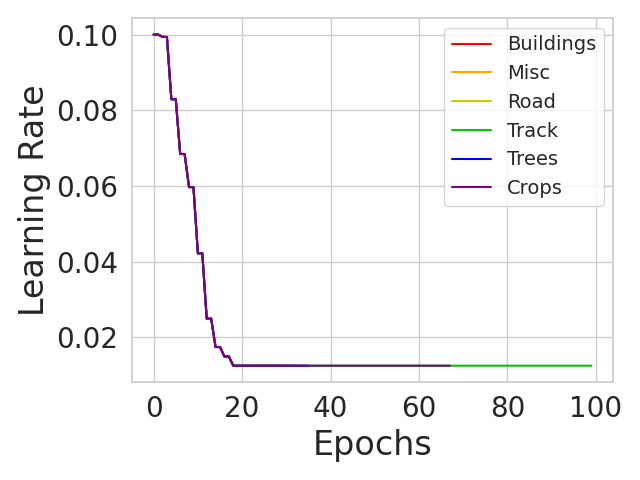 Learning Rate
0.10
0.08
0.06
0.04
0.02
0
20
40
60
80
100
Epochs
Buildings
Misc
Road
Track
Trees
Crops